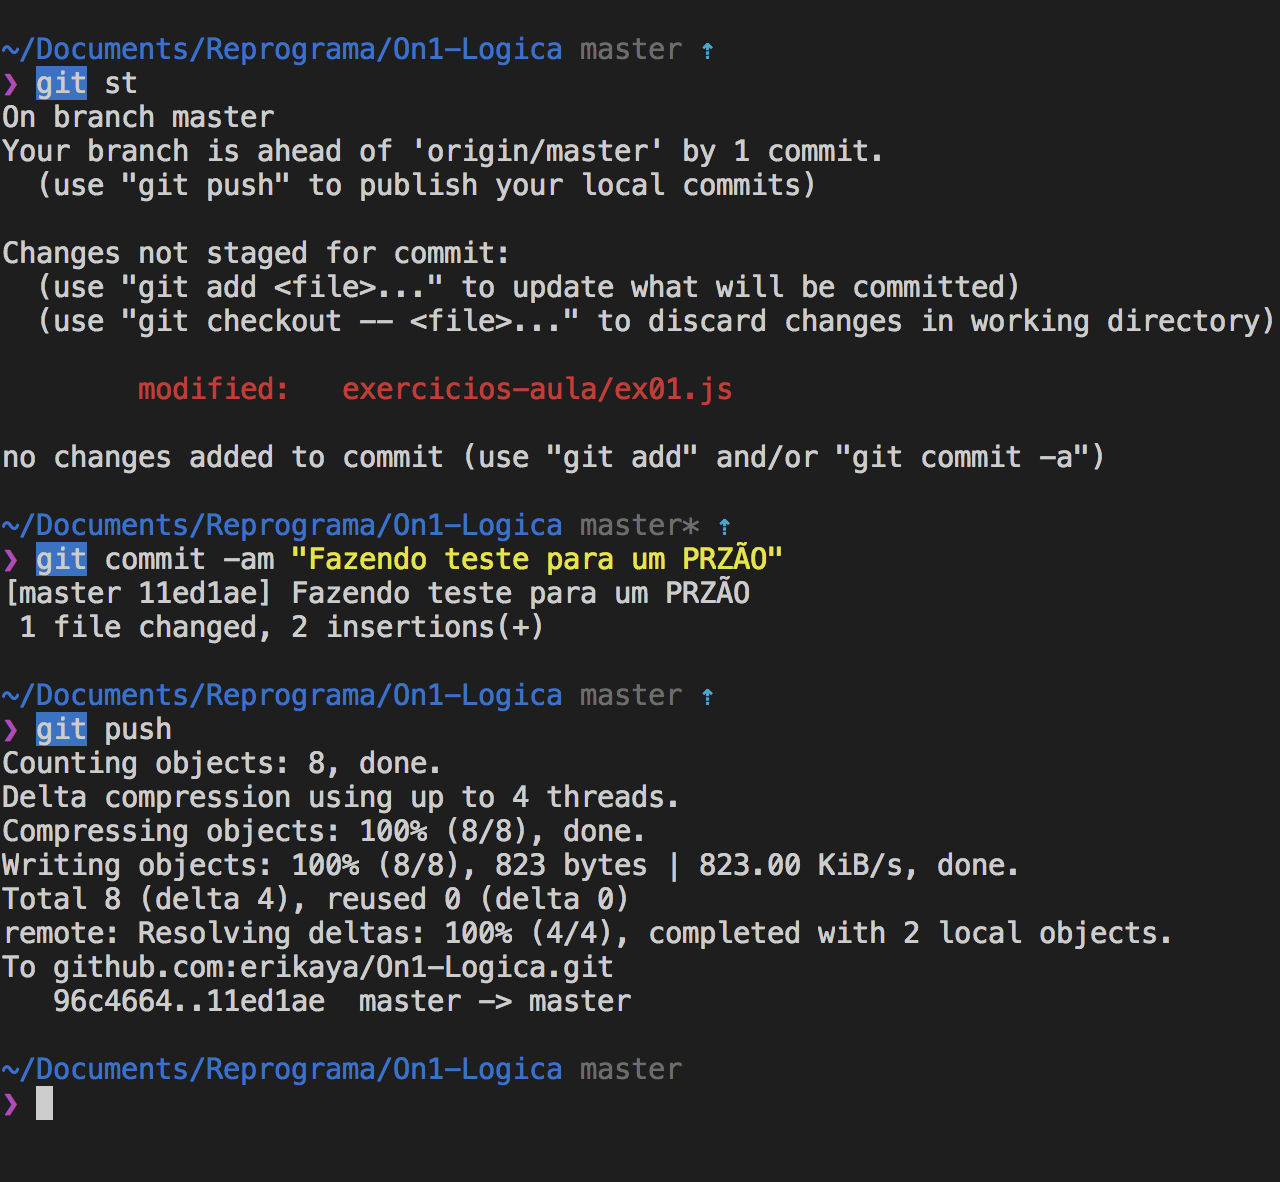 ~/Documents/Reprograma/On1-Logica master ⇡
❯ git st
On branch master
Your branch is ahead of 'origin/master' by 1 commit.
  (use "git push" to publish your local commits)

Changes not staged for commit:
  (use "git add <file>..." to update what will be committed)
  (use "git checkout -- <file>..." to discard changes in working directory)

        modified:   exercicios-aula/ex01.js

no changes added to commit (use "git add" and/or "git commit -a")

~/Documents/Reprograma/On1-Logica master* ⇡
❯ git commit -am "Fazendo teste para um PRZÃO"
[master 11ed1ae] Fazendo teste para um PRZÃO
 1 file changed, 2 insertions(+)

~/Documents/Reprograma/On1-Logica master ⇡
❯ git push
Counting objects: 8, done.
Delta compression using up to 4 threads.
Compressing objects: 100% (8/8), done.
Writing objects: 100% (8/8), 823 bytes | 823.00 KiB/s, done.
Total 8 (delta 4), reused 0 (delta 0)
remote: Resolving deltas: 100% (4/4), completed with 2 local objects.
To github.com:erikaya/On1-Logica.git
   96c4664..11ed1ae  master -> master

~/Documents/Reprograma/On1-Logica master
❯